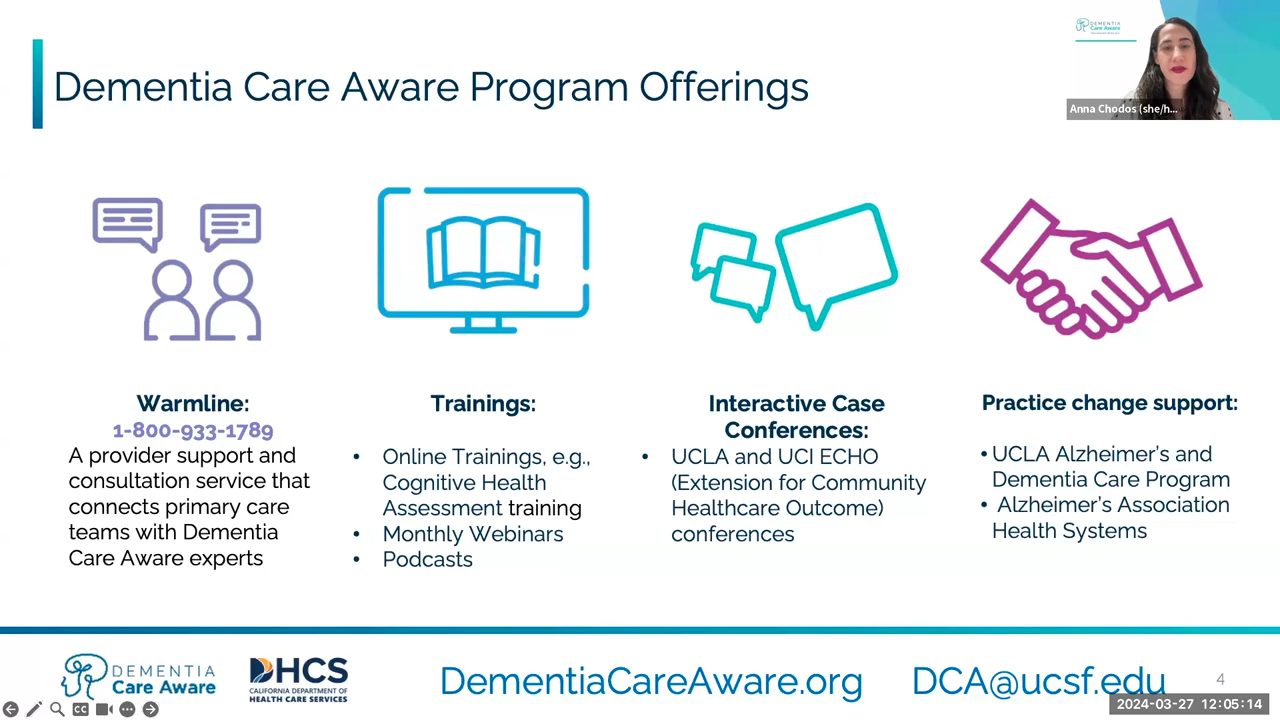 DEMENTIA
Care Aware
Anna Chodos (she/h...
Dementia Care Aware Program Offerings
Warmline:
1-800-933-1789
A provider support and
consultation service that
connects primary care
teams with Dementia
Care Aware experts
Trainings:
• Online Trainings, e.g.,
Cognitive Health
Assessment training
• Monthly Webinars
• Podcasts
Interactive Case
Conferences:
• UCLA and UCI ECHO
(Extension for Community
Healthcare Outcome)
conferences
Practice change support:
• UCLA Alzheimer's and
Dementia Care Program
• Alzheimer's Association
Health Systems
DEMENTIA
Care Aware
DHCS
CALIFORNIA DEPARTMENT OF
HEALTH CARE SERVICES
DementiaCareAware.org
DCA@ucsf.edu
4
CC
2024-03-27 12:05:14